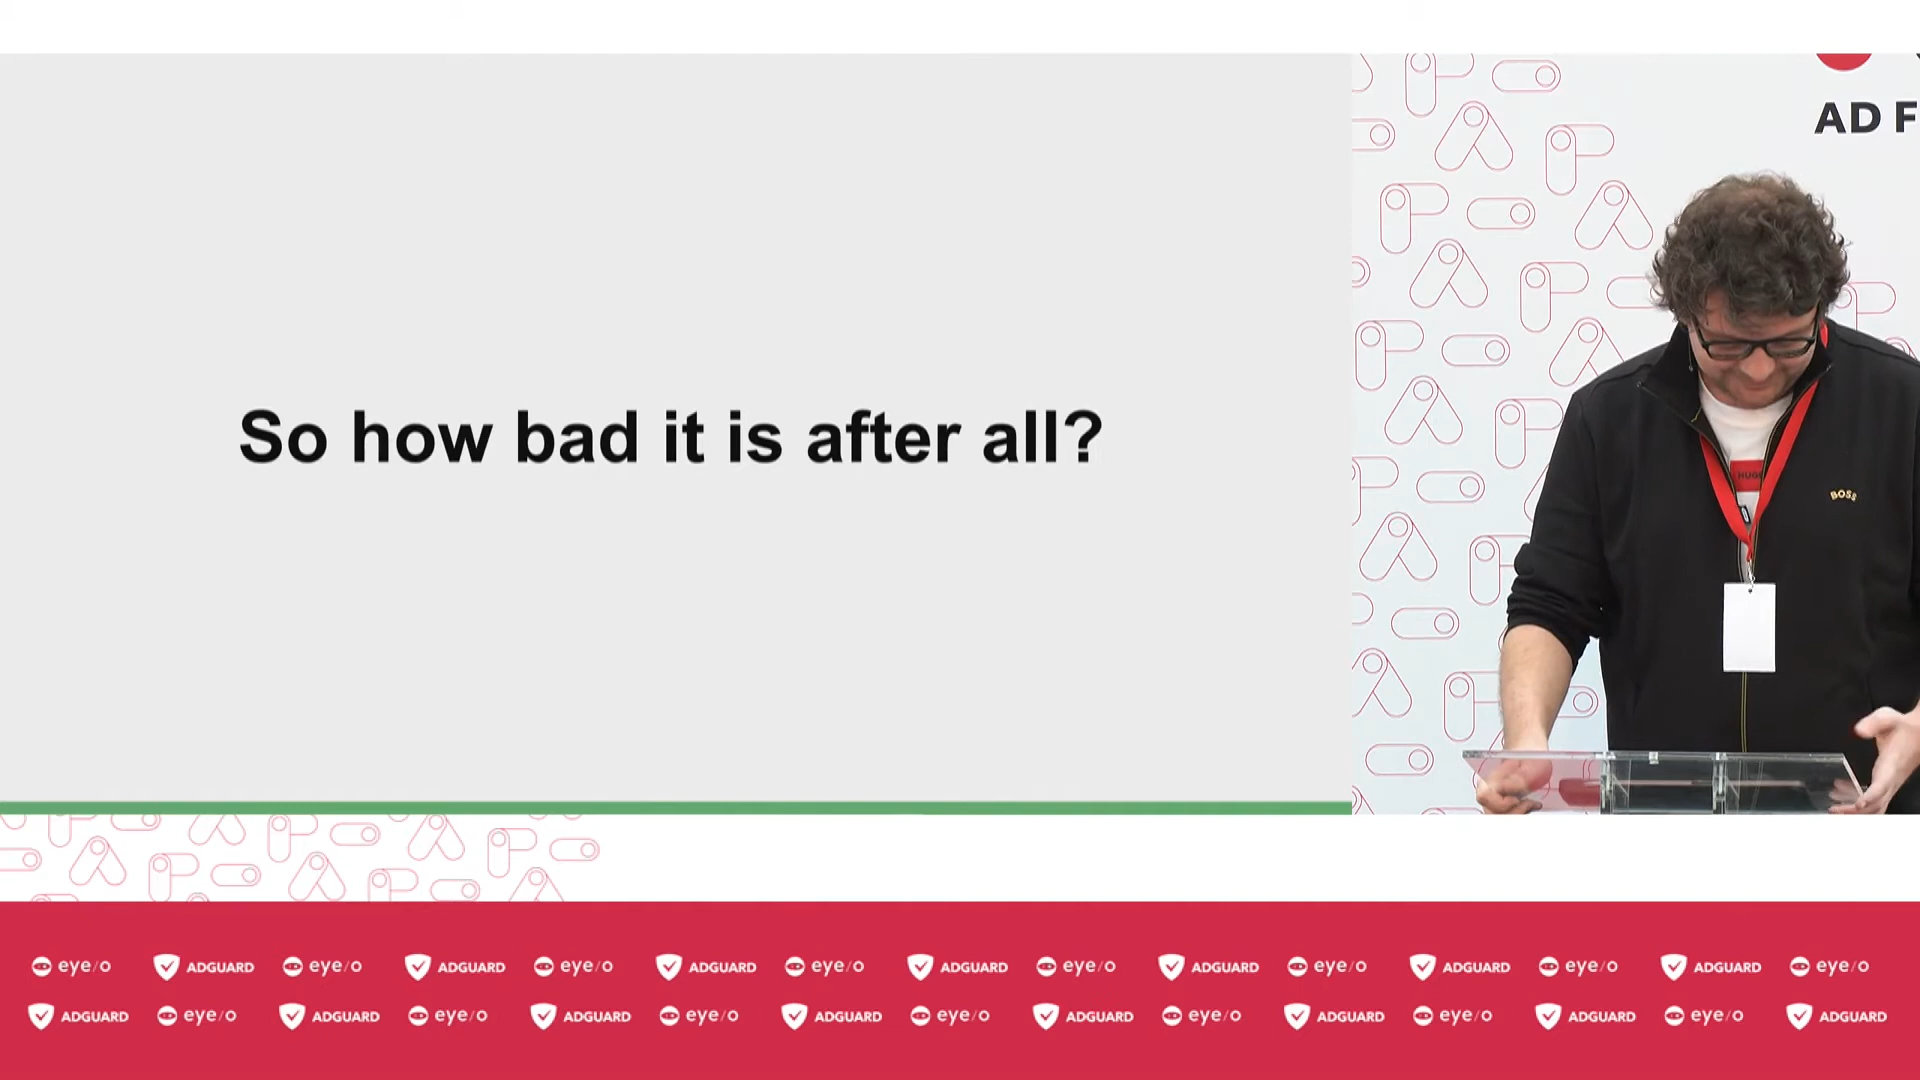 So how bad it is after all?
AD F
HUGO
BOSS
eye/o ADGUARD eye/o ADGUARD eye/o ADGUARD eye/o ADGUARD eye/o ADGUARD eye/o ADGUARD eye/o ADGUARD eye/o
ADGUARD eye/o ADGUARD eye/o ADGUARD eye/o ADGUARD eye/o ADGUARD eye/o ADGUARD eye/o ADGUARD eye/o ADGUARD